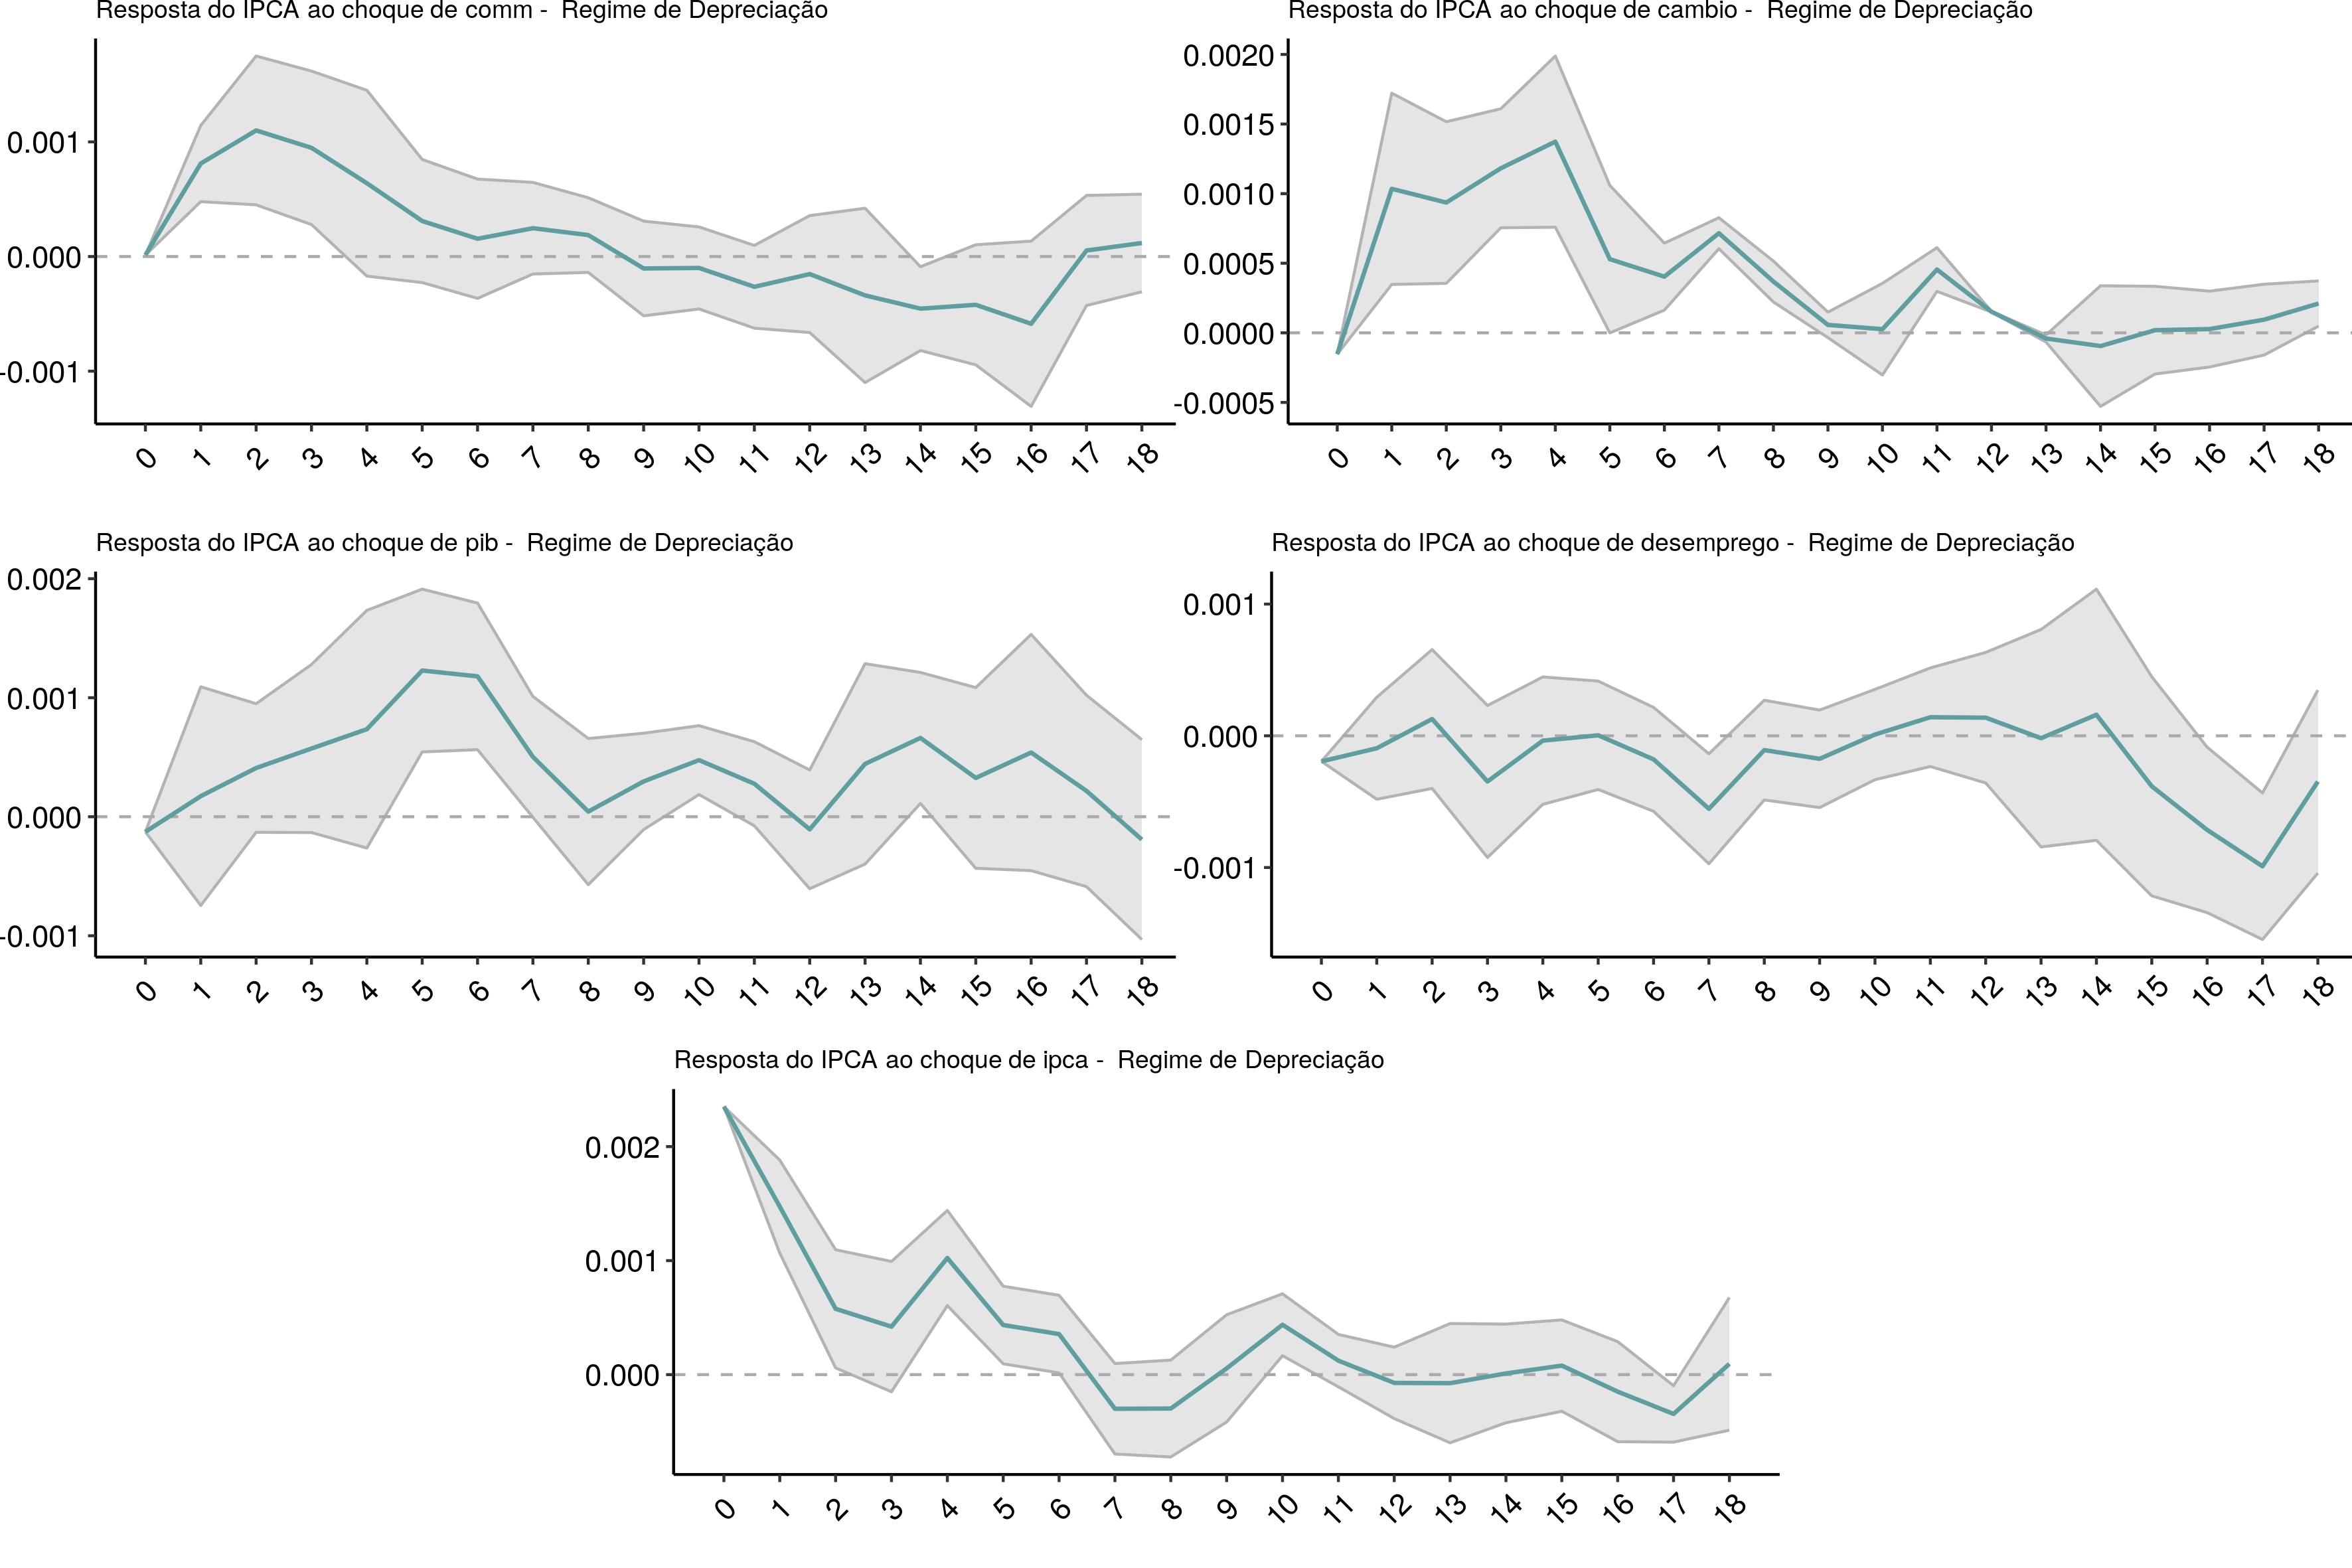 Resposta do IPCA ao choque de comm -  Regime de Depreciação
0.001
0.000
-0.001
0 1 2 3 4 5 6 7 8 9 10 11 12 13 14 15 16 17 18
Resposta do IPCA ao choque de cambio -  Regime de Depreciação
0.0020
0.0015
0.0010
0.0005
0.0000
-0.0005
0 1 2 3 4 5 6 7 8 9 10 11 12 13 14 15 16 17 18
Resposta do IPCA ao choque de pib -  Regime de Depreciação
0.002
0.001
0.000
-0.001
0 1 2 3 4 5 6 7 8 9 10 11 12 13 14 15 16 17 18
Resposta do IPCA ao choque de desemprego -  Regime de Depreciação
0.001
0.000
-0.001
0 1 2 3 4 5 6 7 8 9 10 11 12 13 14 15 16 17 18
Resposta do IPCA ao choque de ipca -  Regime de Depreciação
0.002
0.001
0.000
0 1 2 3 4 5 6 7 8 9 10 11 12 13 14 15 16 17 18